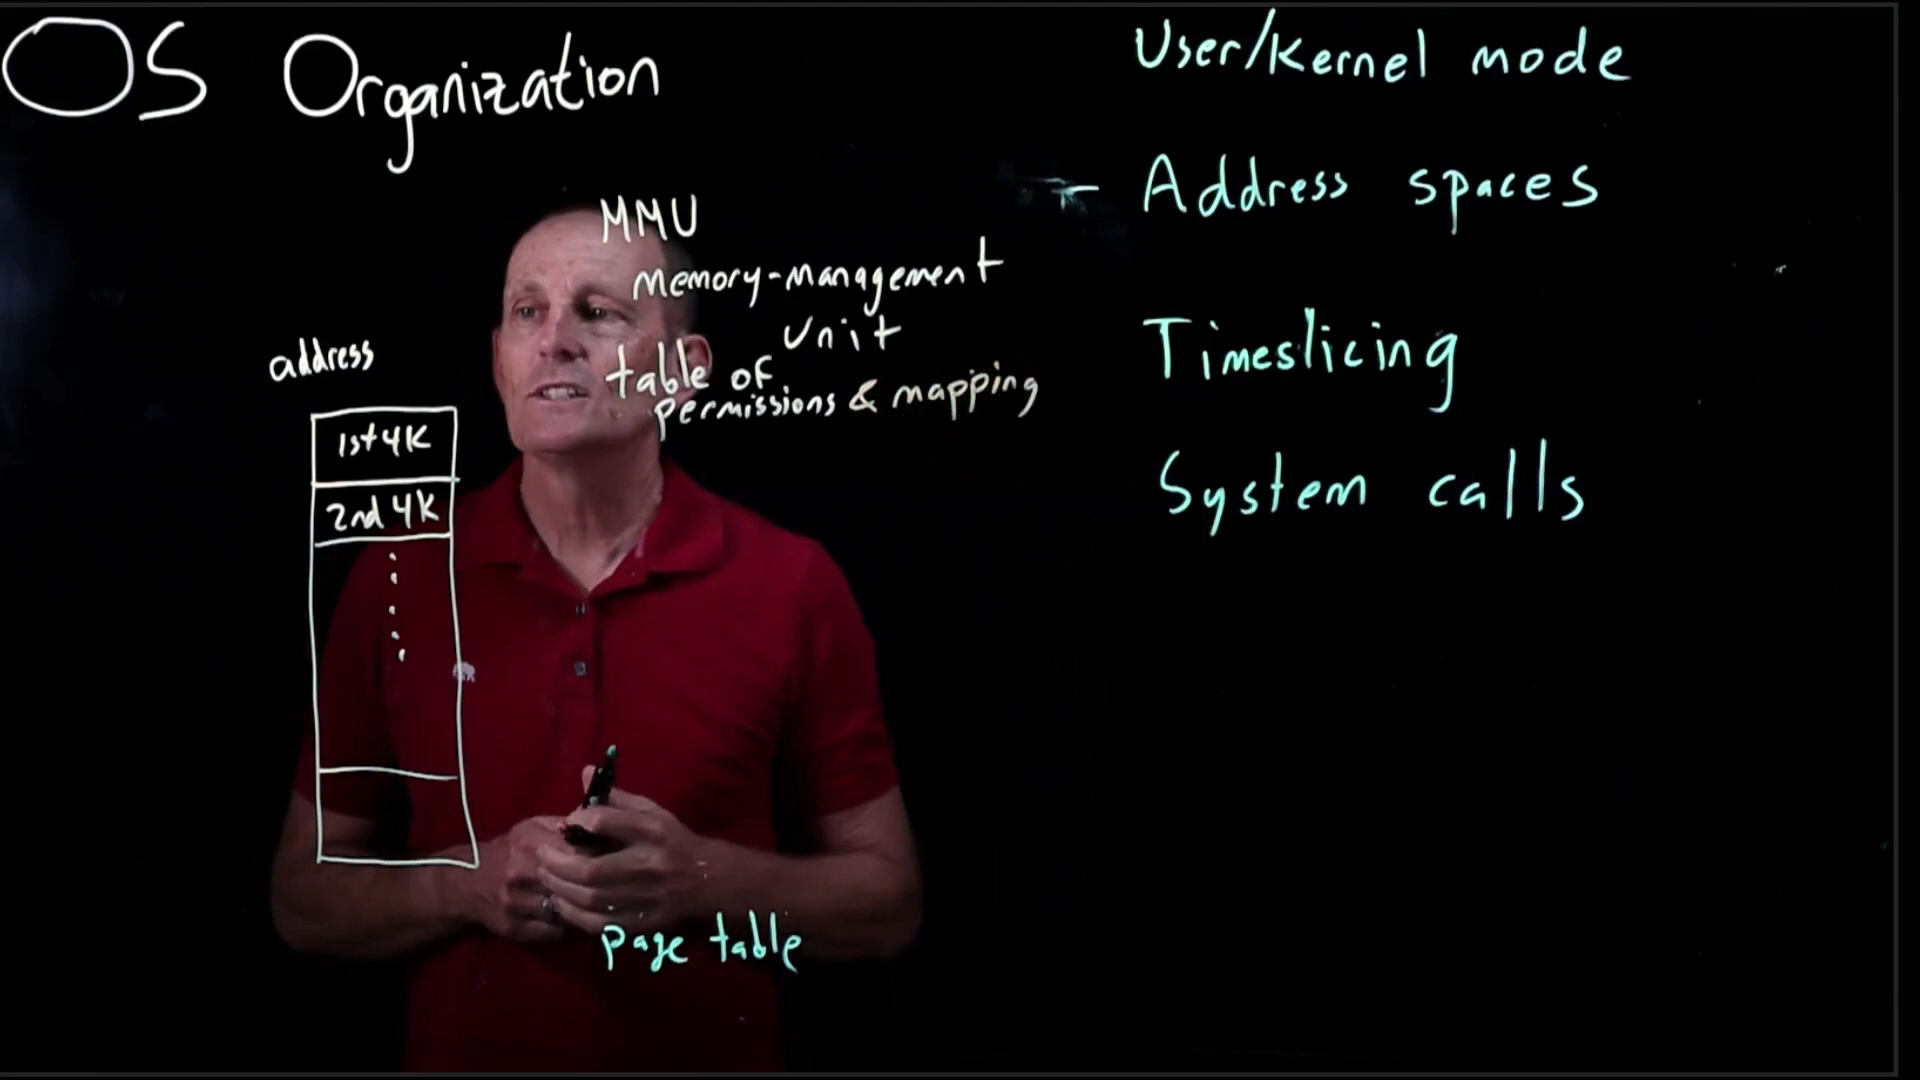 OS Organization
MMU
memory-management
unit
table of
permissions & mapping
address
1st 4K
2nd 4K
page table
User/Kernel mode
Address spaces
Timeslicing
System calls